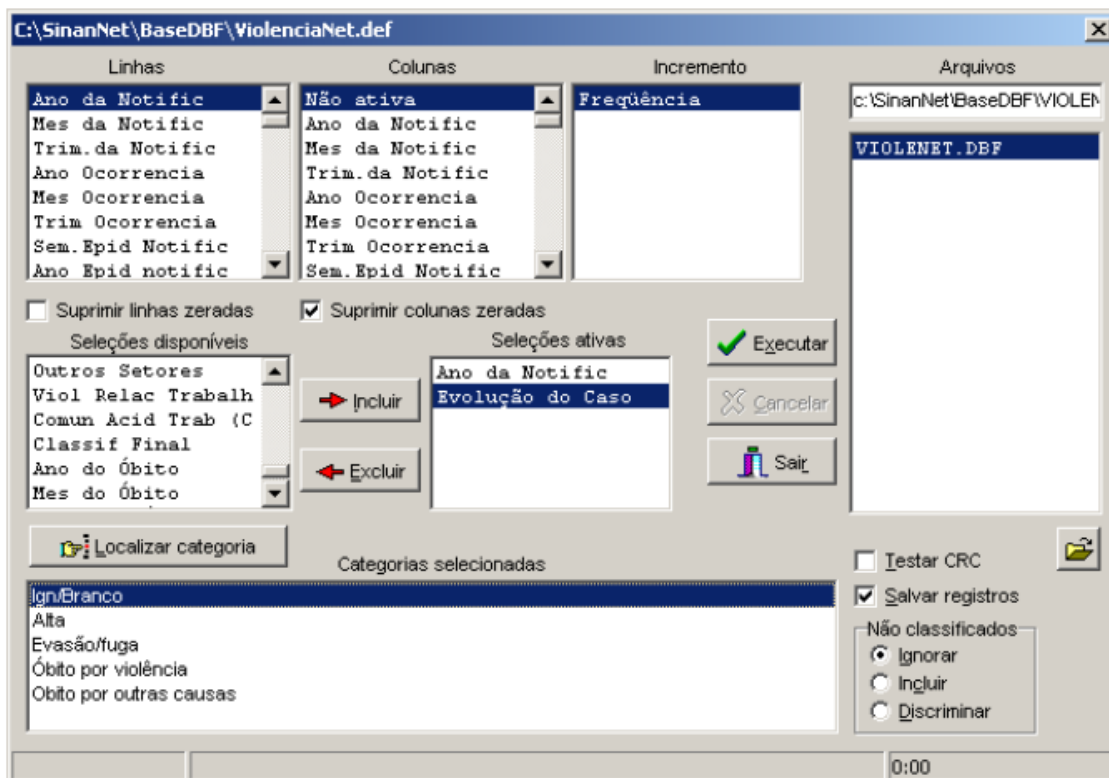 C:\SinanNet\BaseDBF\ViolenciaNet.def
Linhas
Ano da Notific
Mes da Notific
Trim.da Notific
Ano Ocorrencia
Mes Ocorrencia
Trim Ocorrencia
Sem.Epid Notific
Ano Epid notific
Colunas
Não ativa
Ano da Notific
Mes da Notific
Trim.da Notific
Ano Ocorrencia
Mes Ocorrencia
Trim Ocorrencia
Sem.Epid Notific
Incremento
Freqüência
Arquivos
c:\SinanNet\BaseDBF\VIOLEN
VIOLENET.DBF
Suprimir linhas zeradas
Suprimir colunas zeradas
Seleções disponíveis
Outros Setores
Viol Relac Trabalh
Comun Acid Trab (C
Classif Final
Ano do Óbito
Mes do Óbito
Incluir
Excluir
Seleções ativas
Ano da Notific
Evolução do Caso
Executar
Cancelar
Sair
Localizar categoria
Categorias selecionadas
Ign/Branco
Alta
Evasão/fuga
Óbito por violência
Obito por outras causas
Testar CRC
Salvar registros
Não classificados
Ignorar
Incluir
Discriminar
0:00